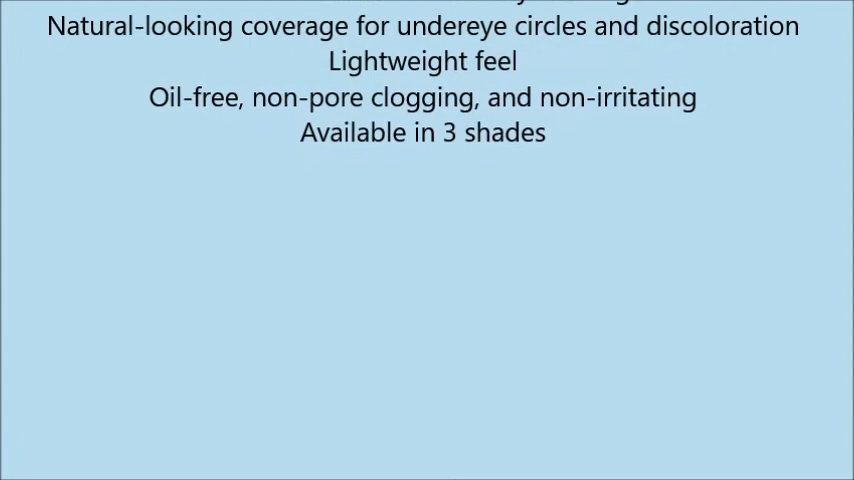 Natural-looking coverage for undereye circles and discoloration
Lightweight feel
Oil-free, non-pore clogging, and non-irritating
Available in 3 shades